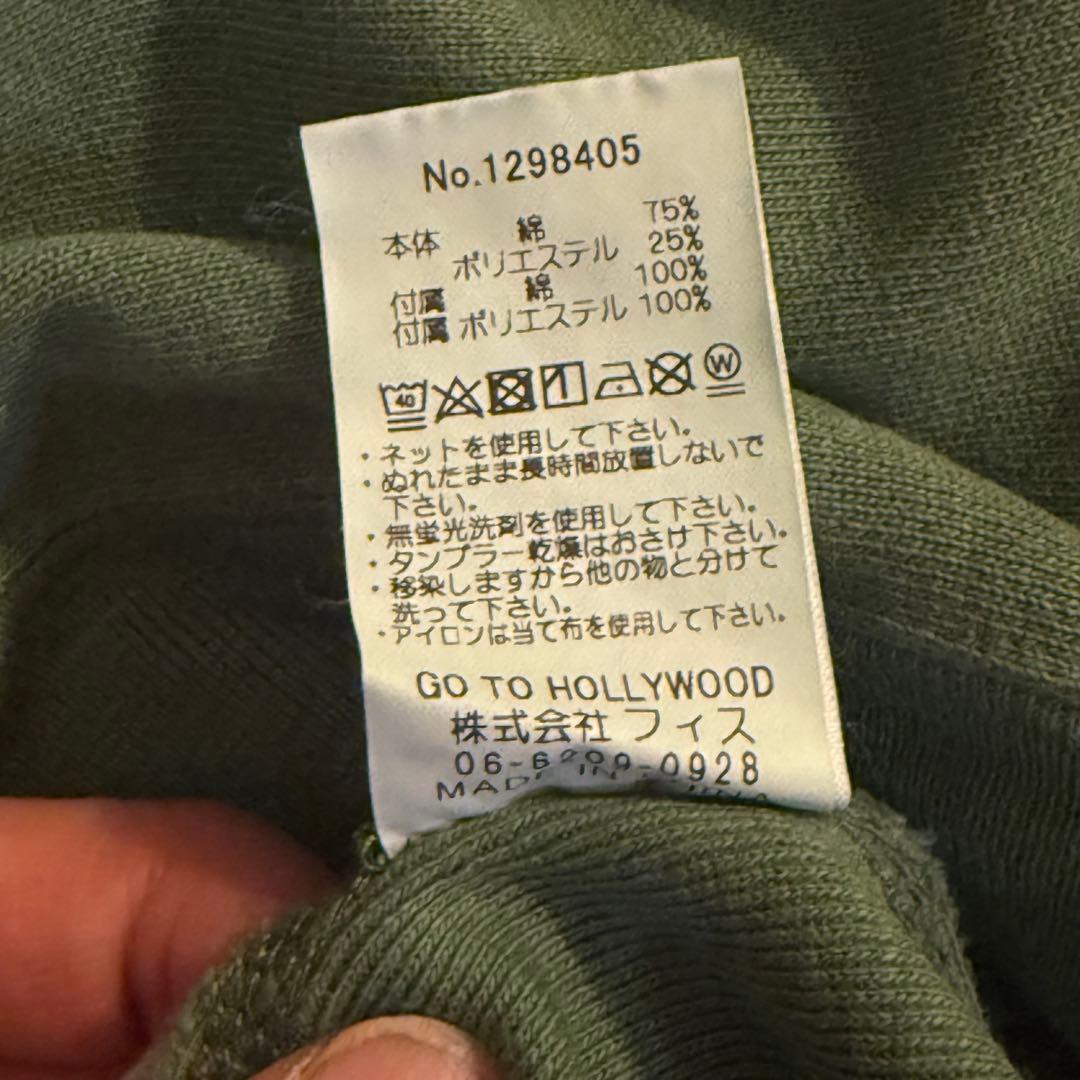 No.1298405
本体 綿 75%
ポリエステル 25%
付属 綿 100%
付属 ポリエステル 100%
40 W
・ネットを使用して下さい。
・ぬれたまま長時間放置しないで
下さい。
・無蛍光洗剤を使用して下さい。
・タンブラー乾燥はおさけ下さい。
・移染しますから他の物と分けて
洗って下さい。
・アイロンは当て布を使用して下さい。
GO TO HOLLYWOOD
株式会社 フィス
-0928
MADE IN